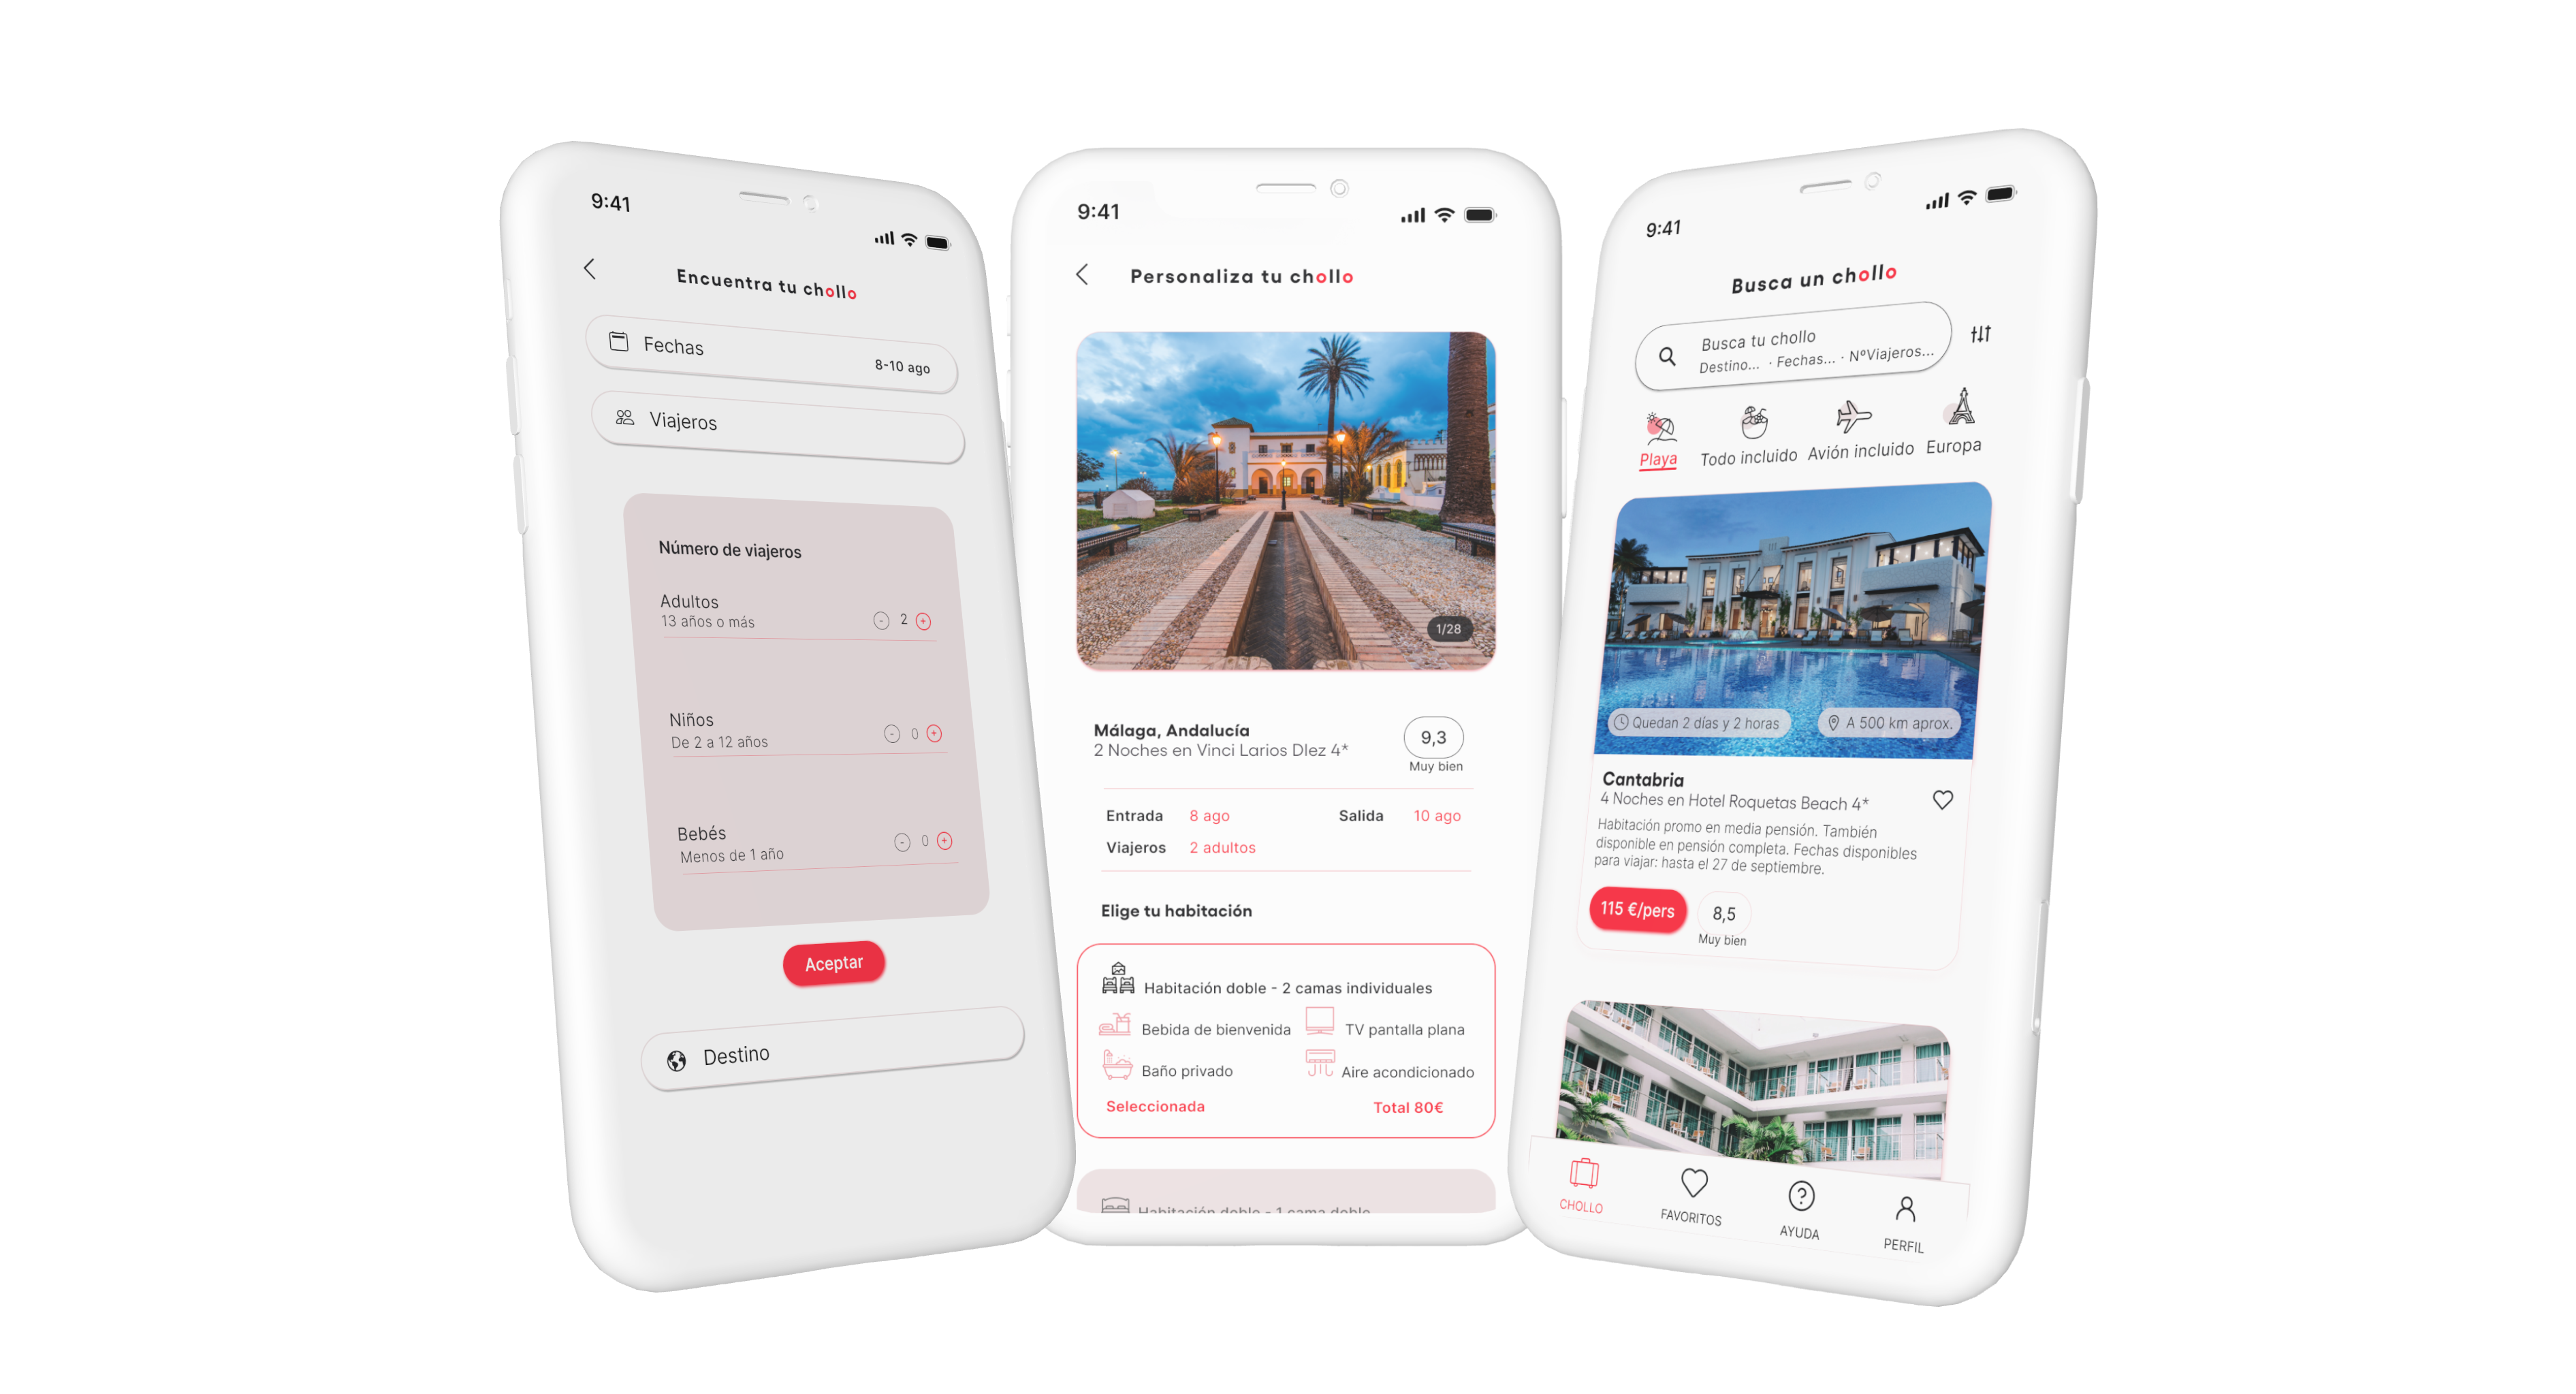 9:41
Encuentra tu chollo
Fechas
8-10 ago
Viajeros
Número de viajeros
Adultos
13 años o más
- 2 +
Niños
De 2 a 12 años
- 0 +
Bebés
Menos de 1 año
- 0 +
Aceptar
Destino
9:41
Personaliza tu chollo
1/28
Málaga, Andalucía
2 Noches en Vinci Larios DIez 4*
9,3
Muy bien
Entrada 8 ago Salida 10 ago
Viajeros 2 adultos
Elige tu habitación
Habitación doble - 2 camas individuales
Bebida de bienvenida TV pantalla plana
Baño privado Aire acondicionado
Seleccionada Total 80€
Habitación doble - 1 cama doble
9:41
Busca un chollo
Busca tu chollo
Destino... · Fechas... · NºViajeros...
Playa Todo incluido Avión incluido Europa
Quedan 2 días y 2 horas A 500 km aprox.
Cantabria
4 Noches en Hotel Roquetas Beach 4*
Habitación promo en media pensión. También
disponible en pensión completa. Fechas disponibles
para viajar: hasta el 27 de septiembre.
115 €/pers 8,5
Muy bien
CHOLLO FAVORITOS AYUDA PERFIL